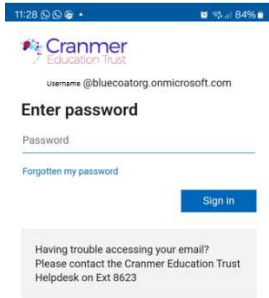 11:28
84%
Cranmer
Education Trust
Username @bluecoatorg.onmicrosoft.com
Enter password
Password
Forgotten my password
Sign in
Having trouble accessing your email?
Please contact the Cranmer Education Trust
Helpdesk on Ext 8623